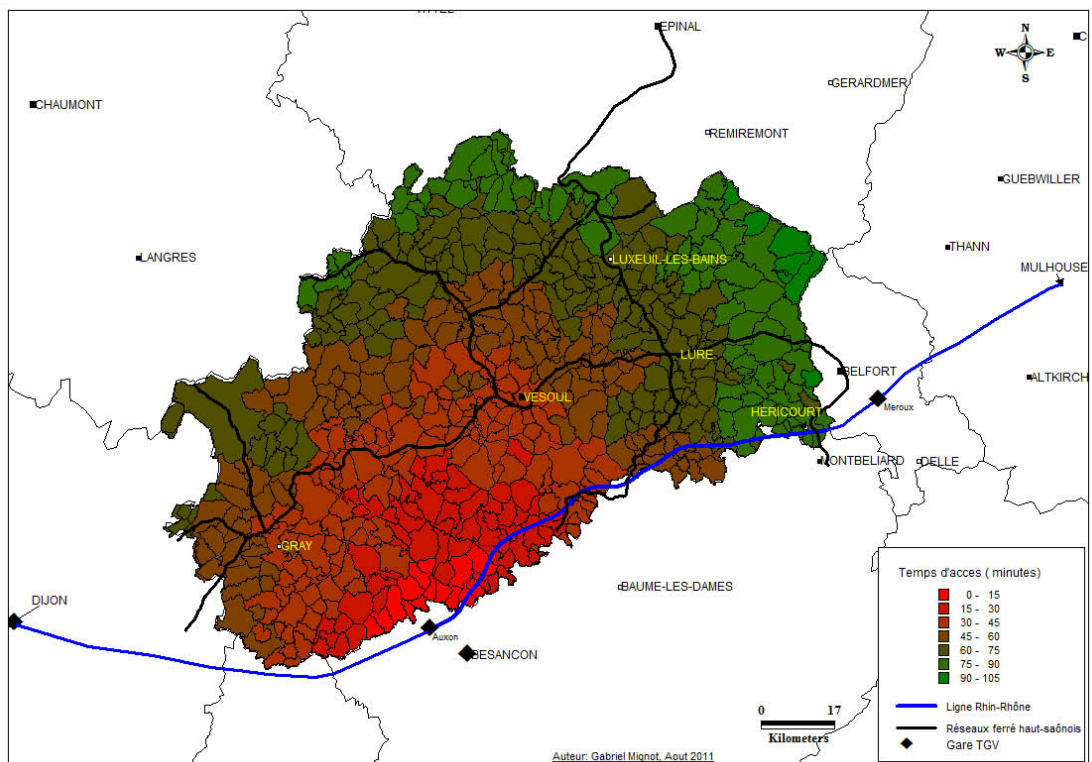 EPINAL
N
W E
S
C
CHAUMONT
GERARDMER
REMIREMONT
GUEBWILLER
LANGRES
LUXEUIL-LES-BAINS
THANN
MULHOUSE
LURE
BELFORT
ALTKIRCH
VESOUL
Meroux
HERICOURT
MONTBELIARD
DELLE
GRAY
BAUME-LES-DAMES
DIJON
Auxon
BESANCON
Temps d'acces ( minutes)
0 - 15
15 - 30
30 - 45
45 - 60
60 - 75
75 - 90
90 - 105
Ligne Rhin-Rhône
Réseaux ferré haut-saônois
Gare TGV
0 17
Kilometers
Auteur: Gabriel Mignot, Aout 2011